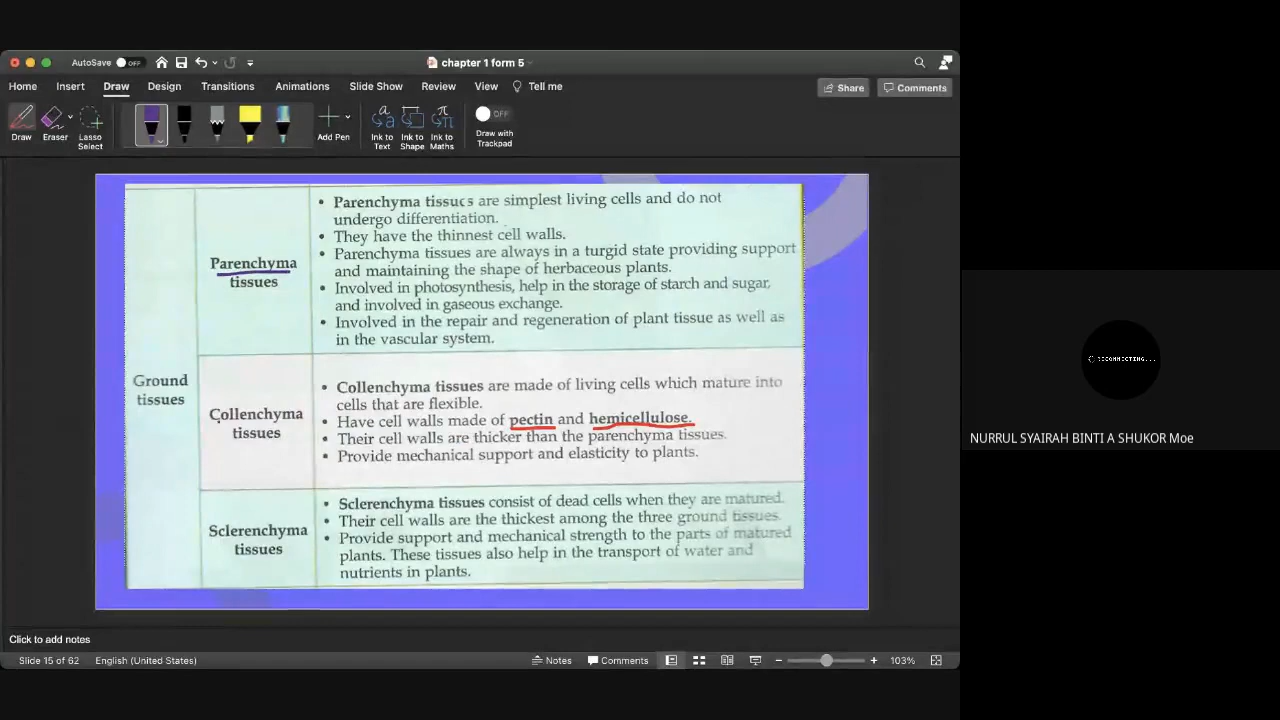 AutoSave OFF
chapter 1 form 5
Home Insert Draw Design Transitions Animations Slide Show Review View Tell me
Share Comments
Draw Eraser Lasso Select Add Pen Ink to Text Ink to Shape Ink to Maths OFF Draw with Trackpad
Ground tissues
Parenchyma tissues
• Parenchyma tissues are simplest living cells and do not
undergo differentiation.
• They have the thinnest cell walls.
• Parenchyma tissues are always in a turgid state providing support
and maintaining the shape of herbaceous plants.
• Involved in photosynthesis, help in the storage of starch and sugar,
and involved in gaseous exchange.
• Involved in the repair and regeneration of plant tissue as well as
in the vascular system.
Collenchyma tissues
• Collenchyma tissues are made of living cells which mature into
cells that are flexible.
• Have cell walls made of pectin and hemicellulose.
• Their cell walls are thicker than the parenchyma tissues.
• Provide mechanical support and elasticity to plants.
Sclerenchyma tissues
• Sclerenchyma tissues consist of dead cells when they are matured.
• Their cell walls are the thickest among the three ground tissues.
• Provide support and mechanical strength to the parts of matured
plants. These tissues also help in the transport of water and
nutrients in plants.
RECONNECTING...
NURRUL SYAIRAH BINTI A SHUKOR Moe
Click to add notes
Slide 15 of 62 English (United States) Notes Comments 103%